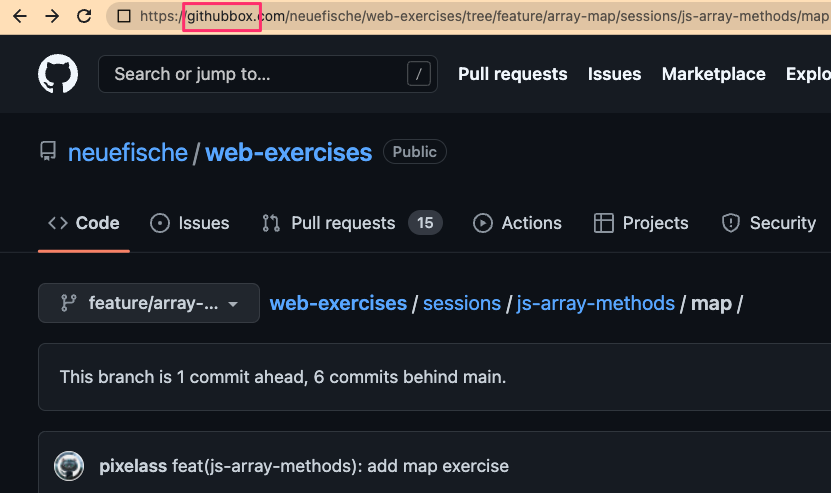 https://githubbox.com/neuefische/web-exercises/tree/feature/array-map/sessions/js-array-methods/map
Search or jump to... / Pull requests Issues Marketplace Explo
neuefische / web-exercises Public
<> Code Issues Pull requests 15 Actions Projects Security
feature/array-... web-exercises / sessions / js-array-methods / map /
This branch is 1 commit ahead, 6 commits behind main.
pixelass feat(js-array-methods): add map exercise